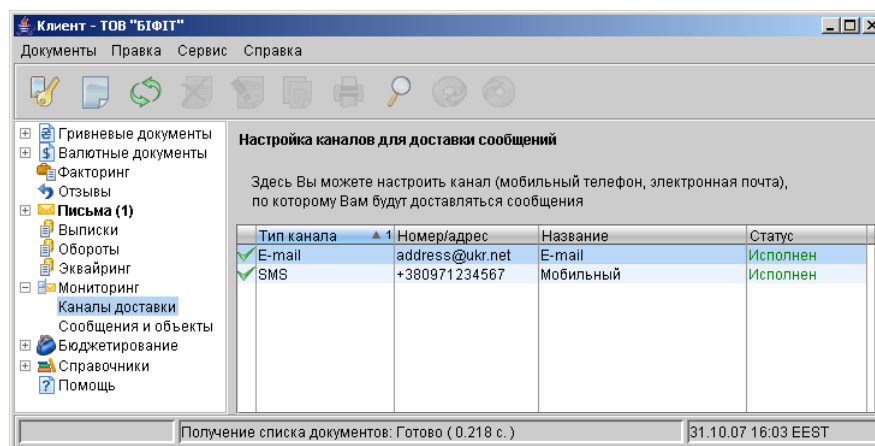 Клиент - ТОВ "БІФІТ"
Документы Правка Сервис Справка
Гривневые документы
Валютные документы
Факторинг
Отзывы
Письма (1)
Выписки
Обороты
Эквайринг
Мониторинг
Каналы доставки
Сообщения и объекты
Бюджетирование
Справочники
Помощь
Настройка каналов для доставки сообщений
Здесь Вы можете настроить канал (мобильный телефон, электронная почта),
по которому Вам будут доставляться сообщения
Тип канала 1 Номер/адрес Название Статус
E-mail address@ukr.net E-mail Исполнен
SMS +380971234567 Мобильный Исполнен
Получение списка документов: Готово ( 0.218 с. ) 31.10.07 16:03 EEST